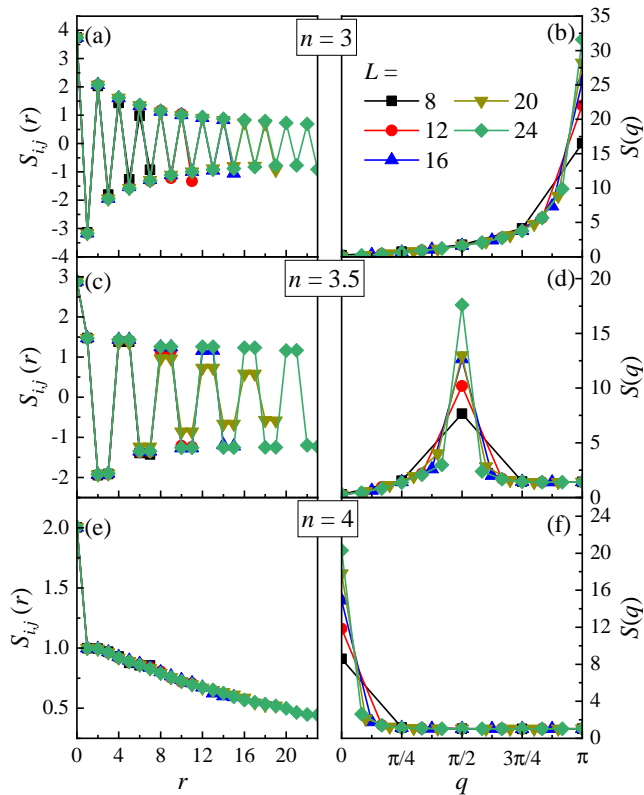 (a)
n = 3
(b)
4
3
2
1
0
-1
-2
-3
-4
S_{i,j}(r)
L =
8
12
16
20
24
35
30
25
20
15
10
5
0
S(q)
(c)
n = 3.5
(d)
3
2
1
0
-1
-2
S_{i,j}(r)
20
15
10
5
0
S(q)
(e)
n = 4
(f)
2.0
1.5
1.0
0.5
S_{i,j}(r)
24
20
16
12
8
4
0
S(q)
0 4 8 12 16 20
r
0 π/4 π/2 3π/4 π
q